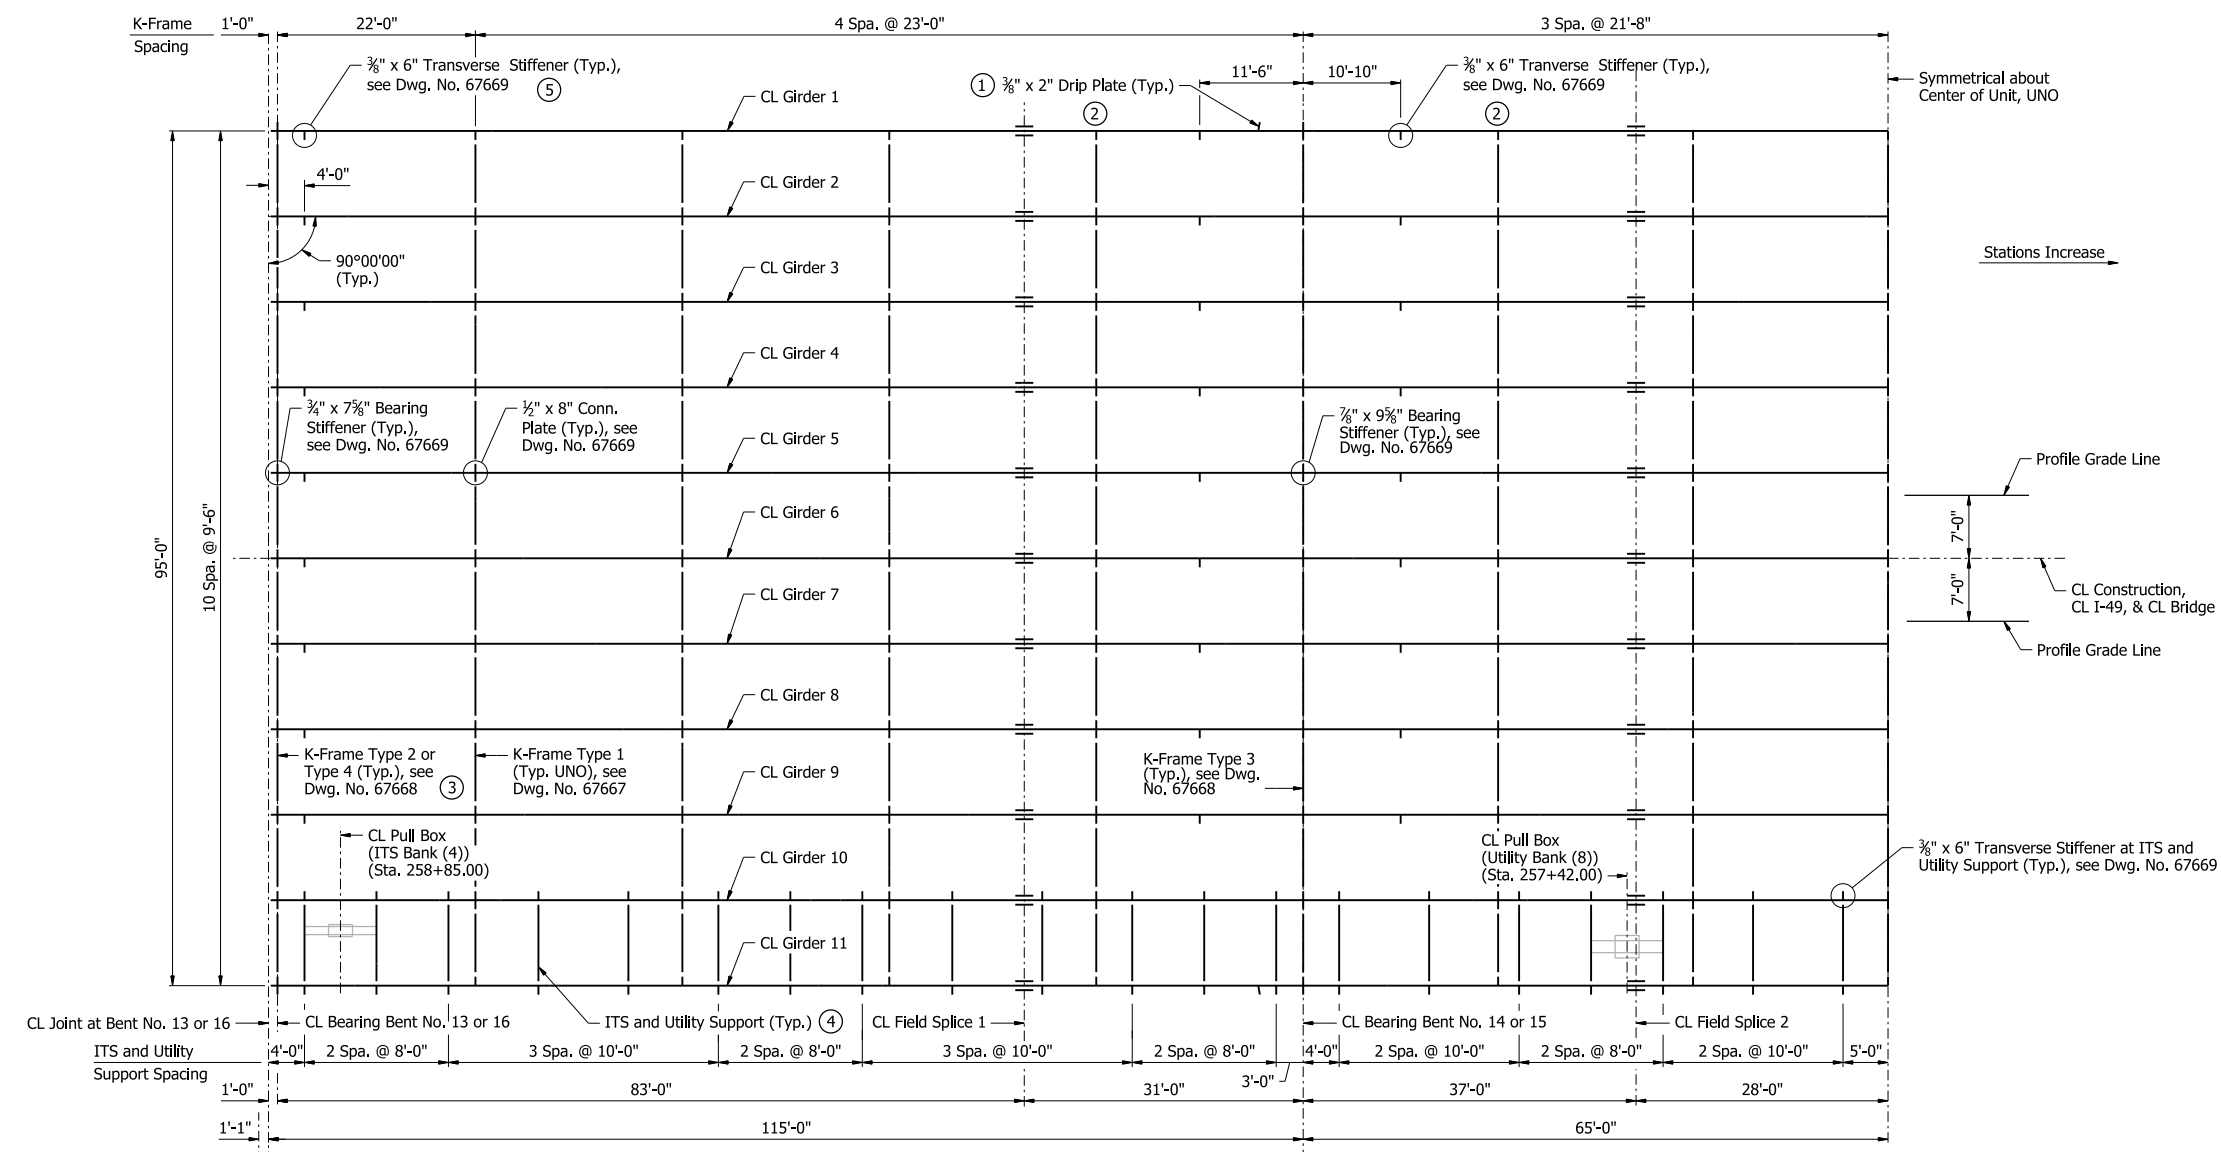 K-Frame
Spacing
1'-0"
22'-0"
4 Spa. @ 23'-0"
3 Spa. @ 21'-8"
⅜" x 6" Transverse Stiffener (Typ.),
see Dwg. No. 67669
5
CL Girder 1
1 ⅜" x 2" Drip Plate (Typ.)
2
11'-6"
10'-10"
⅜" x 6" Tranverse Stiffener (Typ.),
see Dwg. No. 67669
2
Symmetrical about
Center of Unit, UNO
4'-0"
CL Girder 2
90°00'00"
(Typ.)
CL Girder 3
Stations Increase
CL Girder 4
¾" x 7⅝" Bearing
Stiffener (Typ.),
see Dwg. No. 67669
½" x 8" Conn.
Plate (Typ.), see
Dwg. No. 67669
CL Girder 5
⅞" x 9⅝" Bearing
Stiffener (Typ.), see
Dwg. No. 67669
Profile Grade Line
CL Girder 6
7'-0"
95'-0"
10 Spa. @ 9'-6"
CL Girder 7
7'-0"
CL Construction,
CL I-49, & CL Bridge
Profile Grade Line
CL Girder 8
K-Frame Type 2 or
Type 4 (Typ.), see
Dwg. No. 67668
3
K-Frame Type 1
(Typ. UNO), see
Dwg. No. 67667
CL Girder 9
K-Frame Type 3
(Typ.), see Dwg.
No. 67668
CL Pull Box
(ITS Bank (4))
(Sta. 258+85.00)
CL Girder 10
CL Pull Box
(Utility Bank (8))
(Sta. 257+42.00)
⅜" x 6" Transverse Stiffener at ITS and
Utility Support (Typ.), see Dwg. No. 67669
CL Girder 11
CL Joint at Bent No. 13 or 16
CL Bearing Bent No. 13 or 16
ITS and Utility Support (Typ.) 4
CL Field Splice 1
CL Bearing Bent No. 14 or 15
CL Field Splice 2
ITS and Utility
Support Spacing
4'-0"
2 Spa. @ 8'-0"
3 Spa. @ 10'-0"
2 Spa. @ 8'-0"
3 Spa. @ 10'-0"
2 Spa. @ 8'-0"
3'-0"
4'-0"
2 Spa. @ 10'-0"
2 Spa. @ 8'-0"
2 Spa. @ 10'-0"
5'-0"
1'-0"
83'-0"
31'-0"
37'-0"
28'-0"
1'-1"
115'-0"
65'-0"